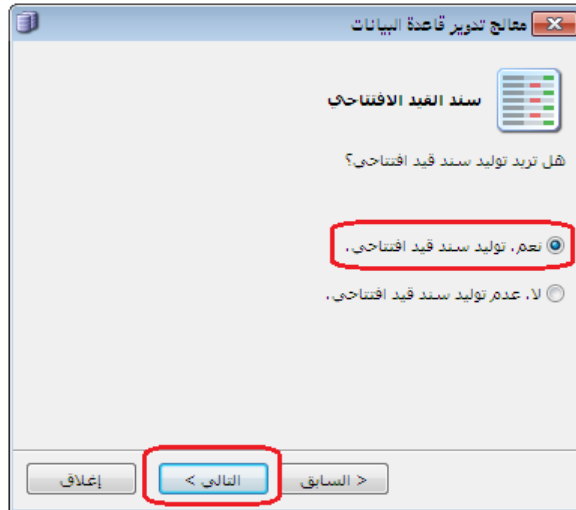 معالج تدوير قاعدة البيانات
سند القيد الافتتاحي
هل تريد توليد سند قيد افتتاحي؟
نعم، توليد سند قيد افتتاحي.
لا، عدم توليد سند قيد افتتاحي.
< السابق
التالي >
إغلاق